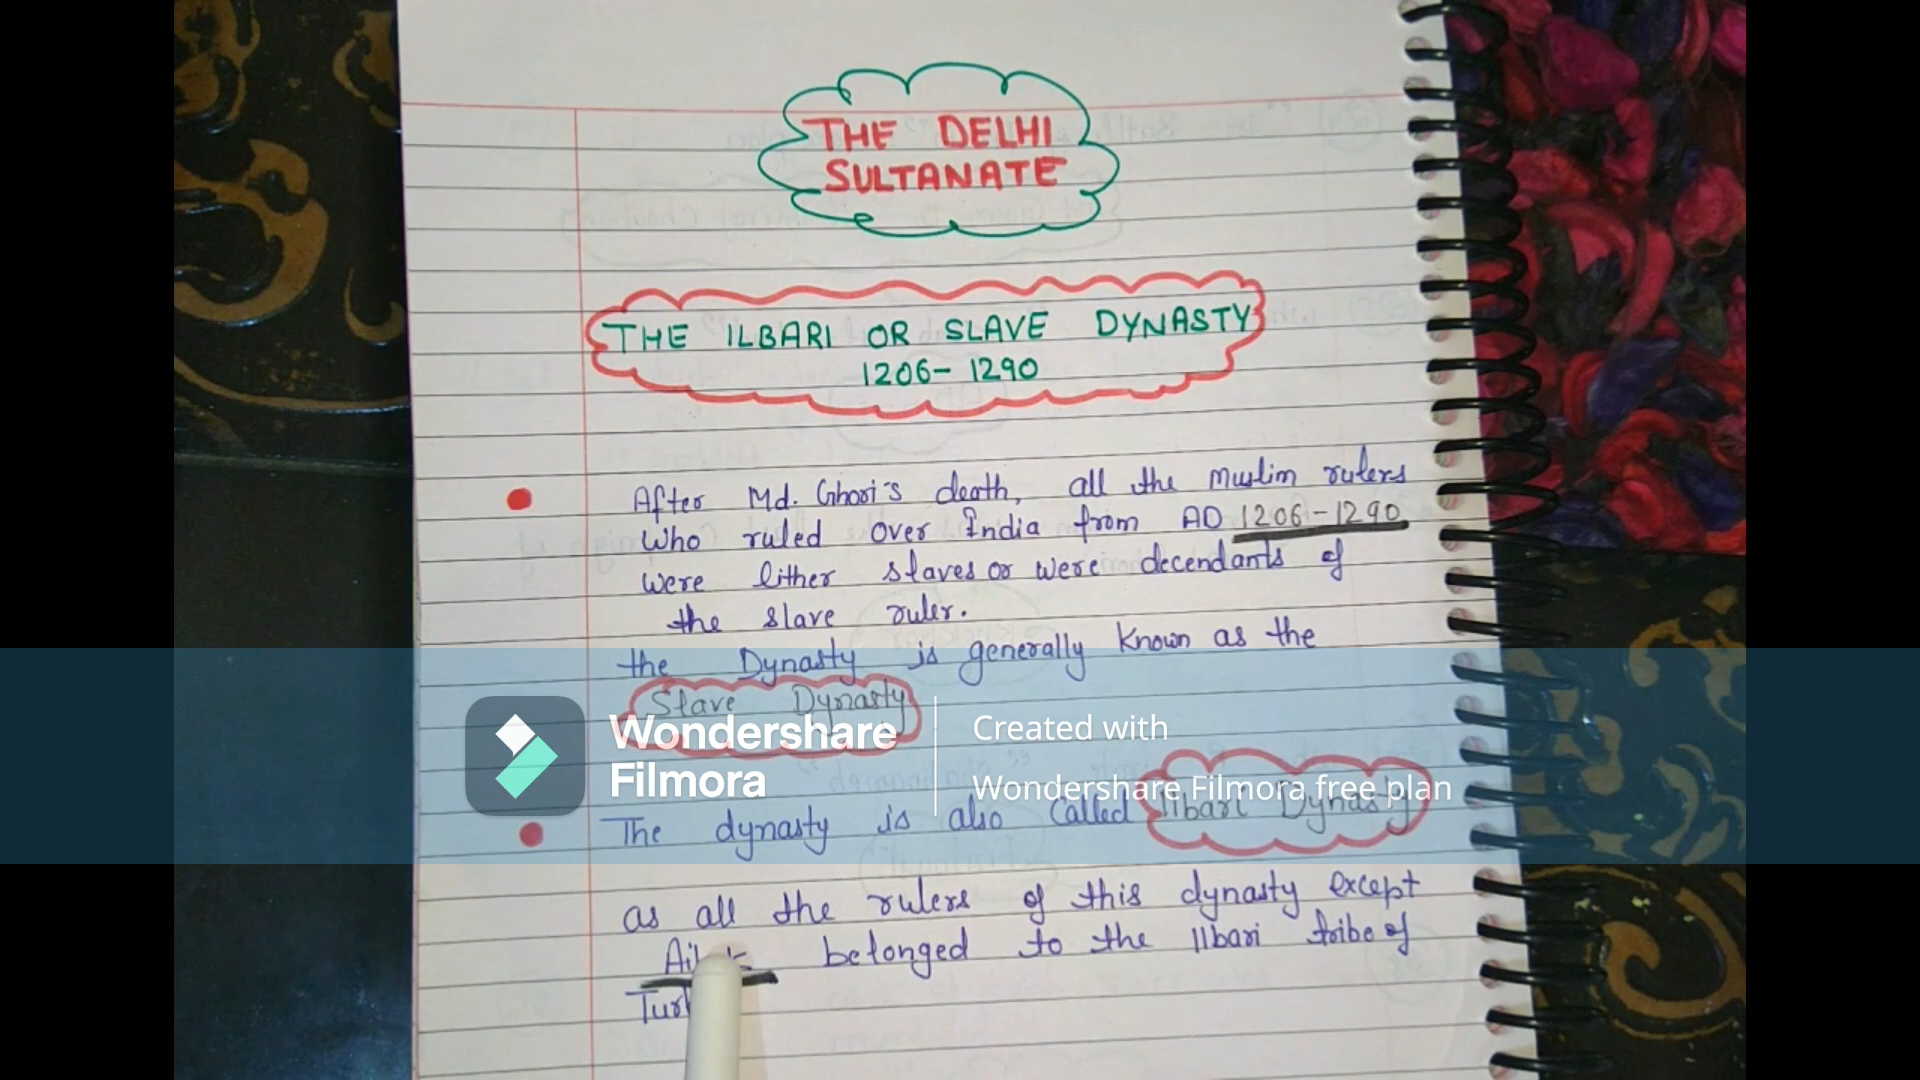 THE DELHI
SULTANATE
THE ILBARI OR SLAVE DYNASTY
1206-1290
After Md. Ghori's death, all the Muslim rulers
Who ruled over India from AD 1206-1290
were either slaves or were decendants of
the slave ruler.
the Dynasty is generally known as the
Slave Dynasty
Wondershare
Filmora
Created with
Wondershare Filmora free plan
The dynasty is also called Ilbari Dynasty
as all the rulers of this dynasty except
belonged to the Ilbari tribe of